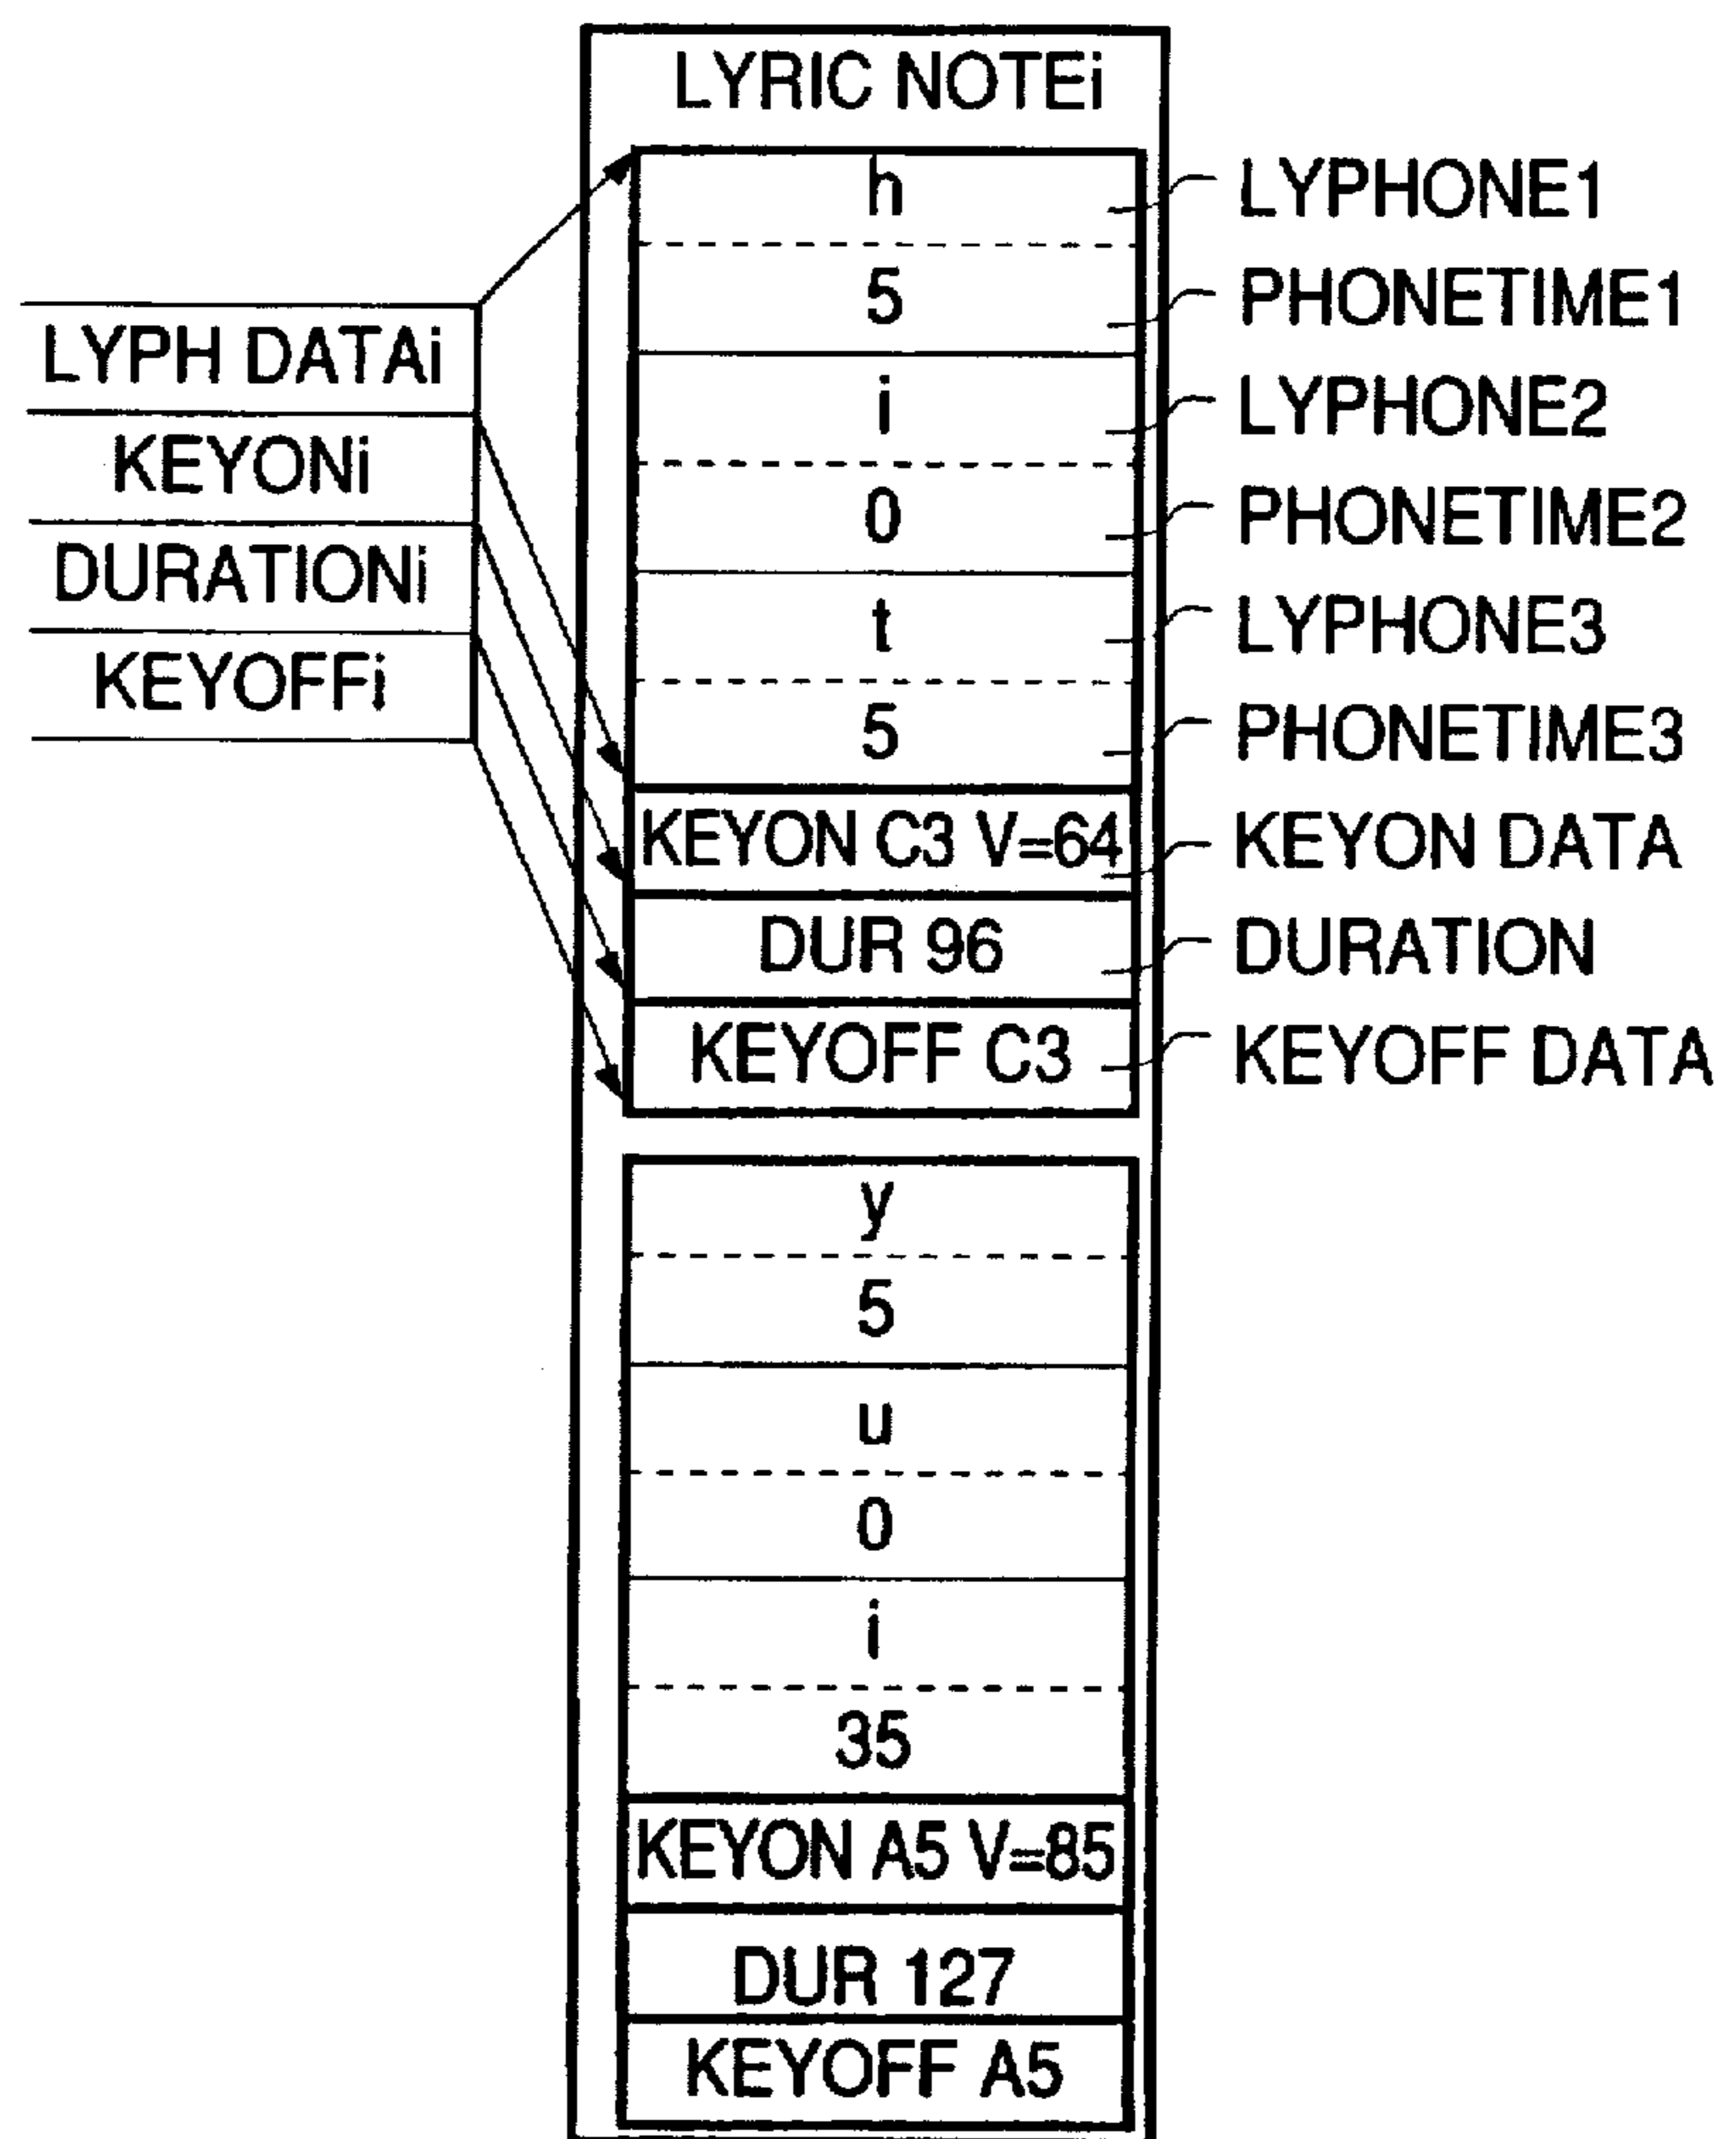 LYRIC NOTEi
h
LYPHONE1
5
PHONETIME1
LYPH DATAi
i
LYPHONE2
KEYONi
0
PHONETIME2
DURATIONi
t
LYPHONE3
KEYOFFi
5
PHONETIME3
KEYON C3 V=64
KEYON DATA
DUR 96
DURATION
KEYOFF C3
KEYOFF DATA
y
5
u
0
i
35
KEYON A5 V=85
DUR 127
KEYOFF A5